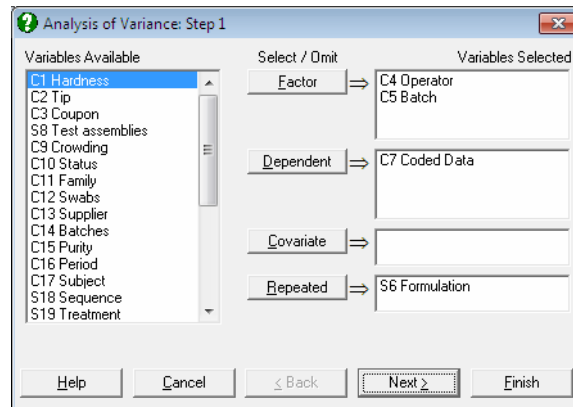 Analysis of Variance: Step 1
Variables Available
Select / Omit
Variables Selected
C1 Hardness
C2 Tip
C3 Coupon
S8 Test assemblies
C9 Crowding
C10 Status
C11 Family
C12 Swabs
C13 Supplier
C14 Batches
C15 Purity
C16 Period
C17 Subject
S18 Sequence
S19 Treatment
Factor
C4 Operator
C5 Batch
Dependent
C7 Coded Data
Covariate
Repeated
S6 Formulation
Help
Cancel
< Back
Next >
Finish